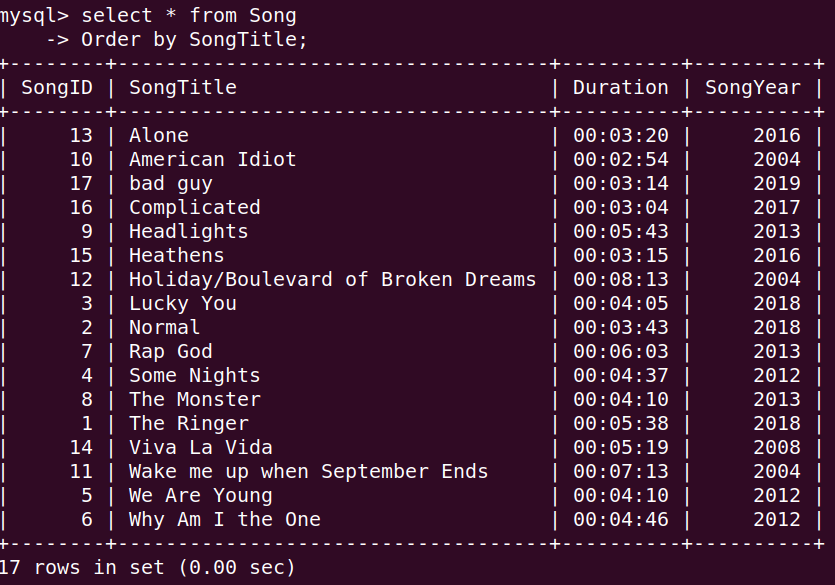 mysql> select * from Song
    -> Order by SongTitle;
+--------+------------------------------------+----------+----------+
| SongID | SongTitle                          | Duration | SongYear |
+--------+------------------------------------+----------+----------+
|     13 | Alone                              | 00:03:20 |     2016 |
|     10 | American Idiot                     | 00:02:54 |     2004 |
|     17 | bad guy                            | 00:03:14 |     2019 |
|     16 | Complicated                        | 00:03:04 |     2017 |
|      9 | Headlights                         | 00:05:43 |     2013 |
|     15 | Heathens                           | 00:03:15 |     2016 |
|     12 | Holiday/Boulevard of Broken Dreams | 00:08:13 |     2004 |
|      3 | Lucky You                          | 00:04:05 |     2018 |
|      2 | Normal                             | 00:03:43 |     2018 |
|      7 | Rap God                            | 00:06:03 |     2013 |
|      4 | Some Nights                        | 00:04:37 |     2012 |
|      8 | The Monster                        | 00:04:10 |     2013 |
|      1 | The Ringer                         | 00:05:38 |     2018 |
|     14 | Viva La Vida                       | 00:05:19 |     2008 |
|     11 | Wake me up when September Ends     | 00:07:13 |     2004 |
|      5 | We Are Young                       | 00:04:10 |     2012 |
|      6 | Why Am I the One                   | 00:04:46 |     2012 |
+--------+------------------------------------+----------+----------+
17 rows in set (0.00 sec)